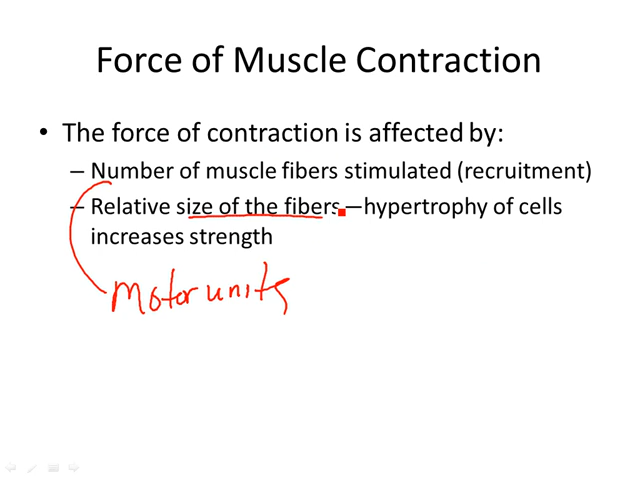 Force of Muscle Contraction
• The force of contraction is affected by:
– Number of muscle fibers stimulated (recruitment)
– Relative size of the fibers—hypertrophy of cells
increases strength
Motor units